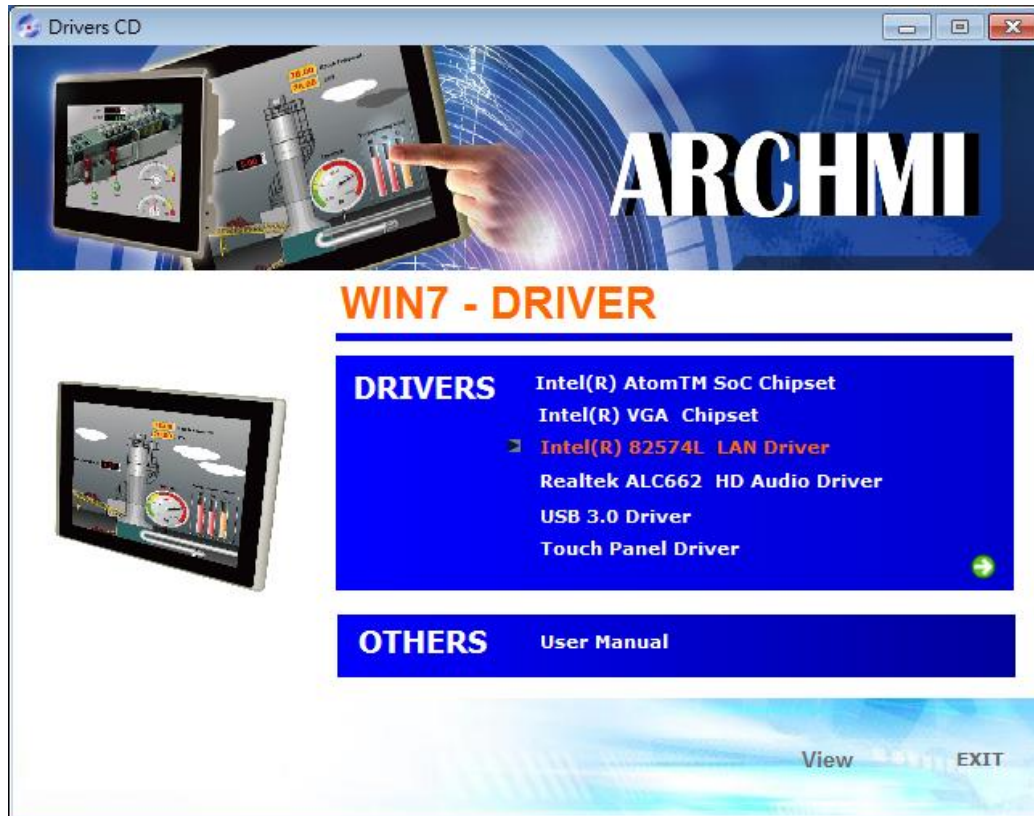 Drivers CD
ARCHMI
WIN7 - DRIVER
DRIVERS
Intel(R) AtomTM SoC Chipset
Intel(R) VGA Chipset
Intel(R) 82574L LAN Driver
Realtek ALC662 HD Audio Driver
USB 3.0 Driver
Touch Panel Driver
OTHERS
User Manual
View
EXIT